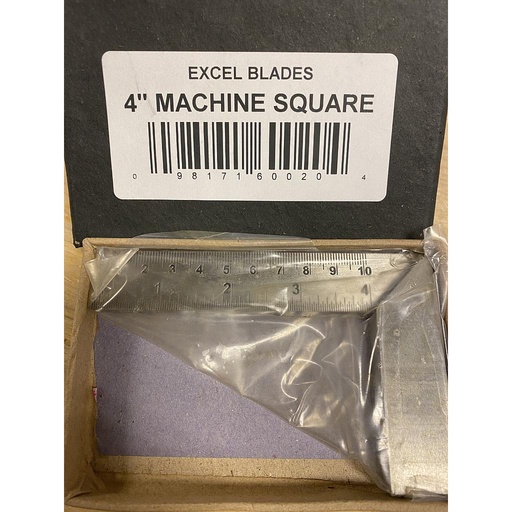 EXCEL BLADES
4" MACHINE SQUARE
0 98171 60020 4
2 3 4 5 6 7 8 9 10
1 2 3 4